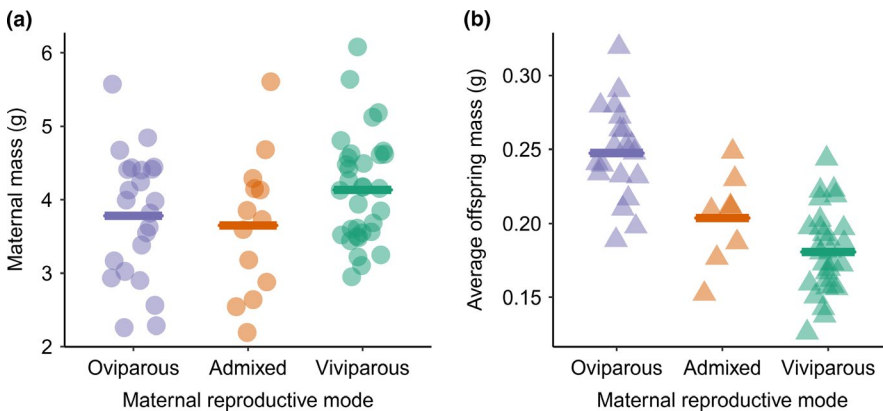 (a)
Maternal mass (g)
6
5
4
3
2
Oviparous Admixed Viviparous
Maternal reproductive mode
(b)
Average offspring mass (g)
0.30
0.25
0.20
0.15
Oviparous Admixed Viviparous
Maternal reproductive mode